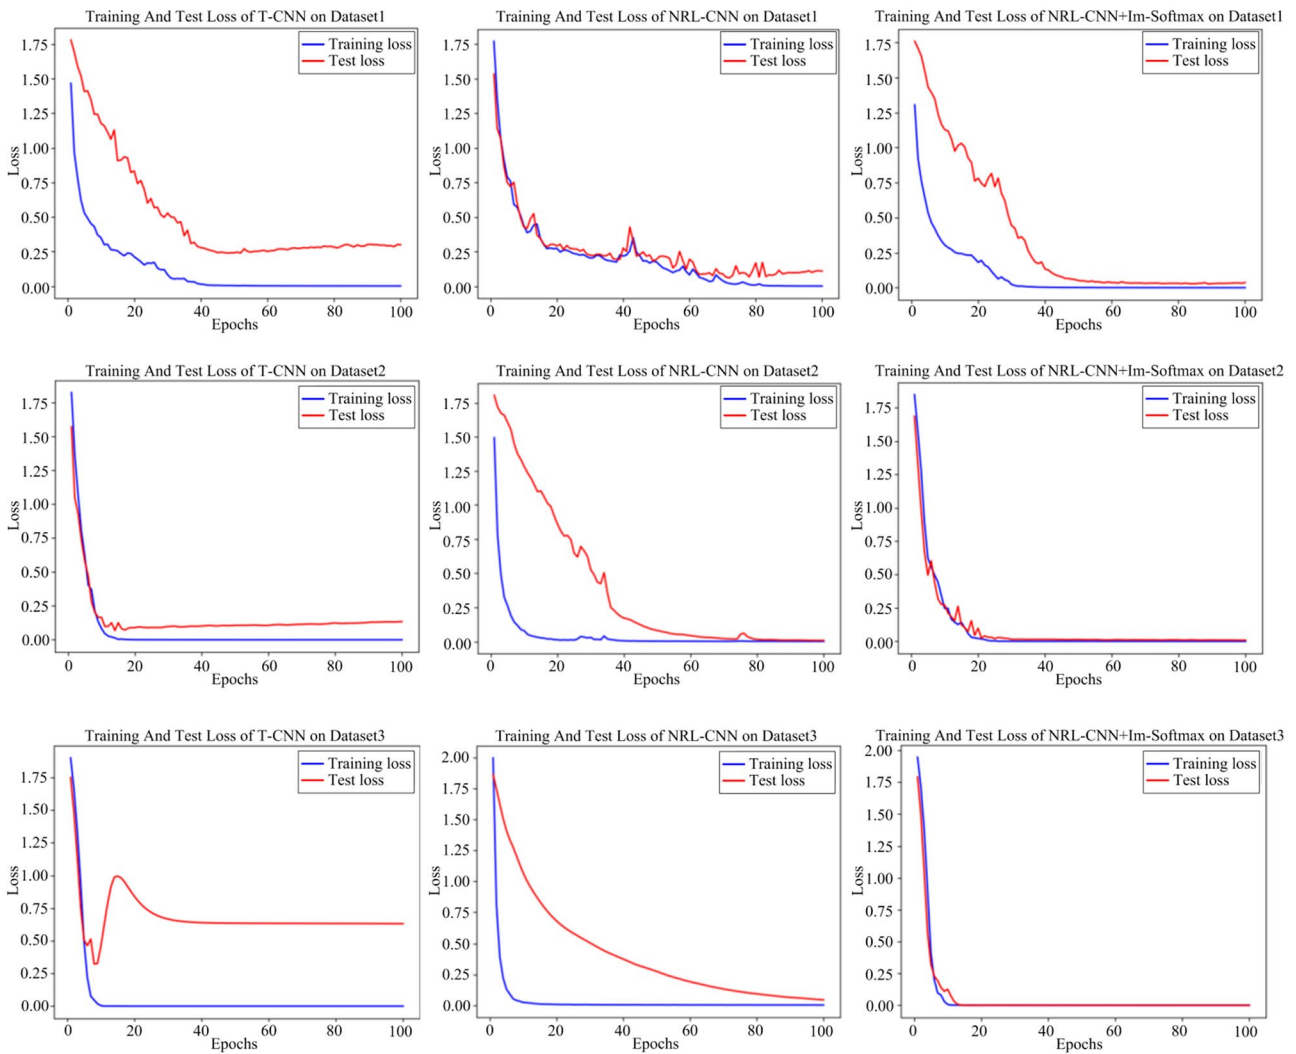 Training And Test Loss of T-CNN on Dataset1
Training loss
Test loss
1.75
1.50
1.25
1.00
0.75
0.50
0.25
0.00
Loss
0 20 40 60 80 100
Epochs
Training And Test Loss of NRL-CNN on Dataset1
Training loss
Test loss
1.75
1.50
1.25
1.00
0.75
0.50
0.25
0.00
Loss
0 20 40 60 80 100
Epochs
Training And Test Loss of NRL-CNN+Im-Softmax on Dataset1
Training loss
Test loss
1.75
1.50
1.25
1.00
0.75
0.50
0.25
0.00
Loss
0 20 40 60 80 100
Epochs
Training And Test Loss of T-CNN on Dataset2
Training loss
Test loss
1.75
1.50
1.25
1.00
0.75
0.50
0.25
0.00
Loss
0 20 40 60 80 100
Epochs
Training And Test Loss of NRL-CNN on Dataset2
Training loss
Test loss
1.75
1.50
1.25
1.00
0.75
0.50
0.25
0.00
Loss
0 20 40 60 80 100
Epochs
Training And Test Loss of NRL-CNN+Im-Softmax on Dataset2
Training loss
Test loss
1.75
1.50
1.25
1.00
0.75
0.50
0.25
0.00
Loss
0 20 40 60 80 100
Epochs
Training And Test Loss of T-CNN on Dataset3
Training loss
Test loss
1.75
1.50
1.25
1.00
0.75
0.50
0.25
0.00
Loss
0 20 40 60 80 100
Epochs
Training And Test Loss of NRL-CNN on Dataset3
Training loss
Test loss
2.00
1.75
1.50
1.25
1.00
0.75
0.50
0.25
0.00
Loss
0 20 40 60 80 100
Epochs
Training And Test Loss of NRL-CNN+Im-Softmax on Dataset3
Training loss
Test loss
2.00
1.75
1.50
1.25
1.00
0.75
0.50
0.25
0.00
Loss
0 20 40 60 80 100
Epochs